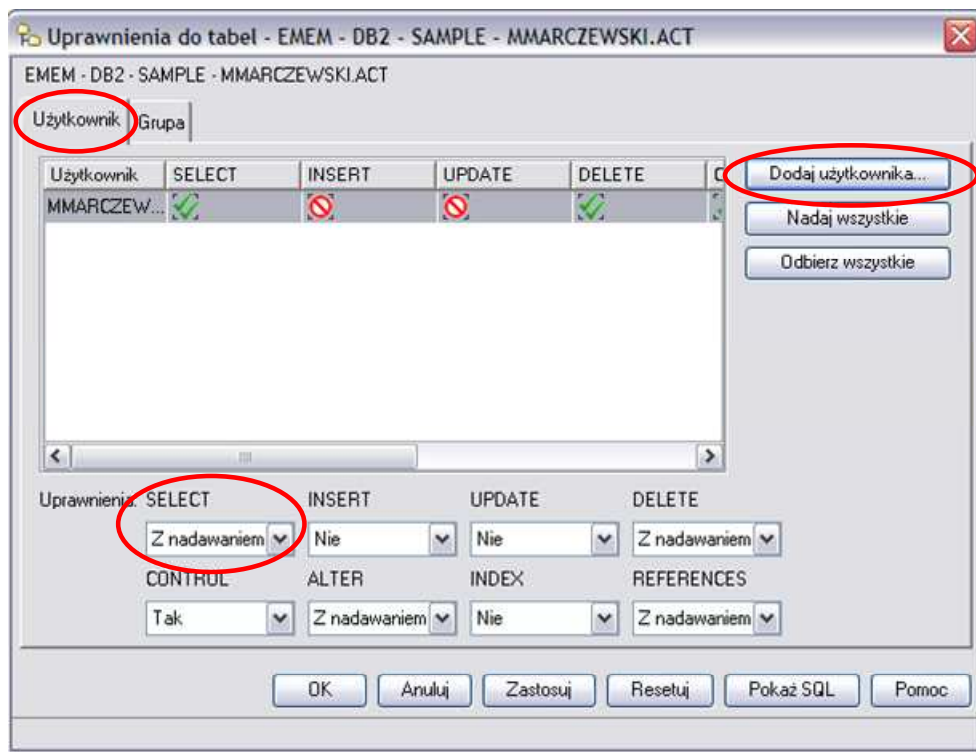 Uprawnienia do tabel - EMEM - DB2 - SAMPLE - MMARCZEWSKI.ACT
EMEM - DB2 - SAMPLE - MMARCZEWSKI.ACT
Użytkownik Grupa
Użytkownik SELECT INSERT UPDATE DELETE C
MMARCZEW...
Dodaj użytkownika...
Nadaj wszystkie
Odbierz wszystkie
Uprawnienia: SELECT INSERT UPDATE DELETE
Z nadawaniem Nie Nie Z nadawaniem
CONTROL ALTER INDEX REFERENCES
Tak Z nadawaniem Nie Z nadawaniem
OK Anuluj Zastosuj Resetuj Pokaż SQL Pomoc